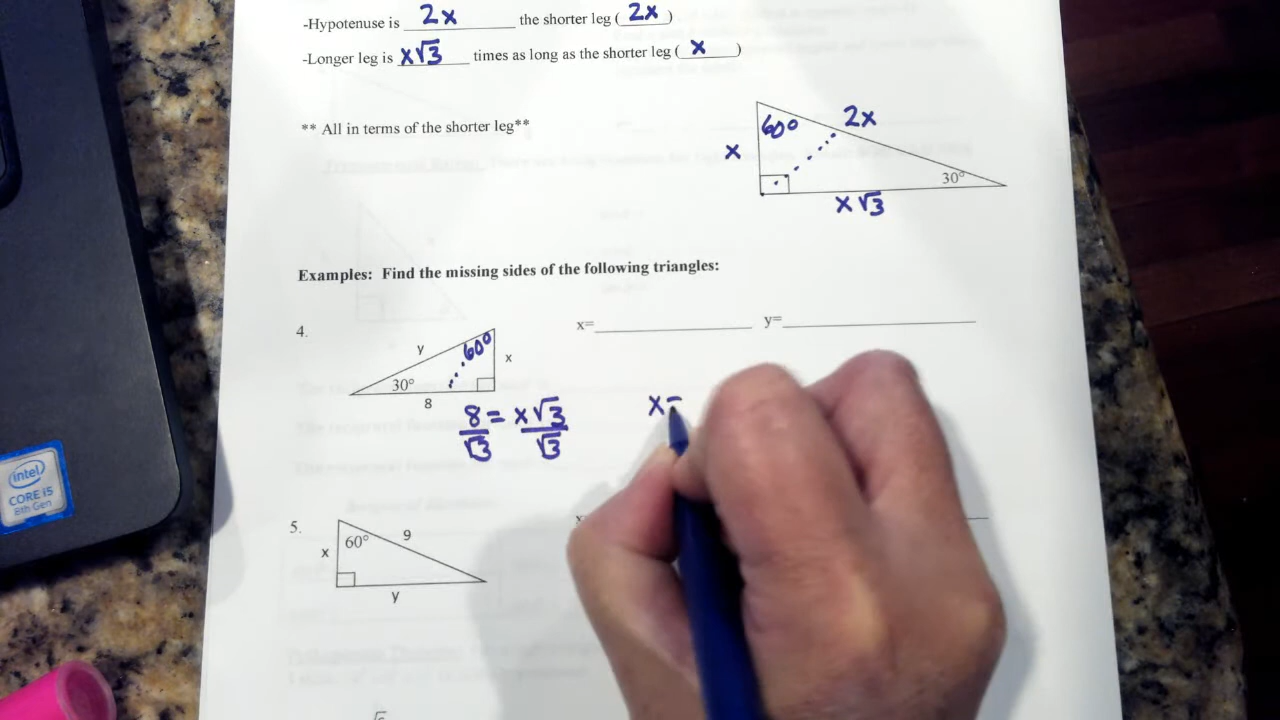 -Hypotenuse is 2x the shorter leg ( 2x )
-Longer leg is x√3 times as long as the shorter leg ( x )
** All in terms of the shorter leg**
60° 2x
x
30°
x√3
Examples: Find the missing sides of the following triangles:
4. x= y=
y 60° x
30°
8
8 = x√3 x=
√3 √3
intel
CORE i5
8th Gen
5.
60° 9
x
y